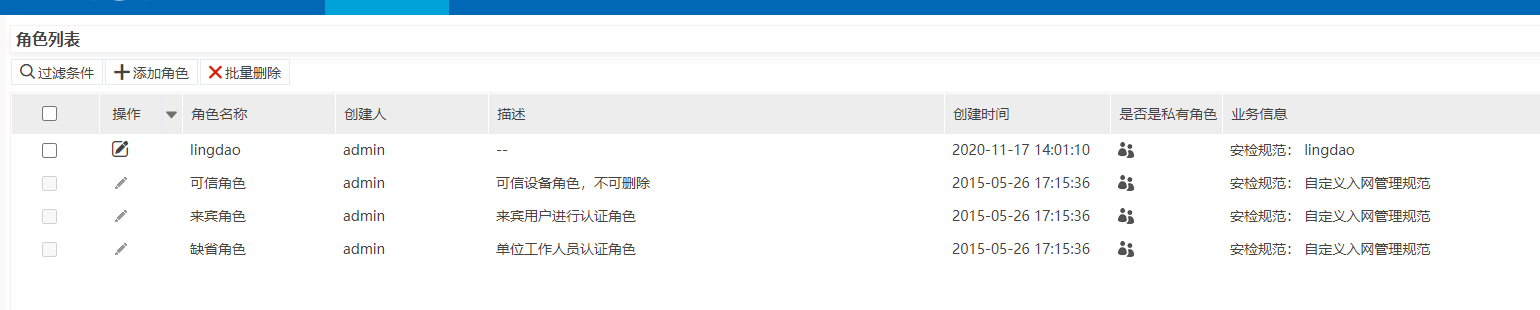 角色列表
过滤条件 添加角色 批量删除
操作 角色名称 创建人 描述 创建时间 是否是私有角色 业务信息
lingdao admin -- 2020-11-17 14:01:10 安检规范： lingdao
可信角色 admin 可信设备角色，不可删除 2015-05-26 17:15:36 安检规范： 自定义入网管理规范
来宾角色 admin 来宾用户进行认证角色 2015-05-26 17:15:36 安检规范： 自定义入网管理规范
缺省角色 admin 单位工作人员认证角色 2015-05-26 17:15:36 安检规范： 自定义入网管理规范